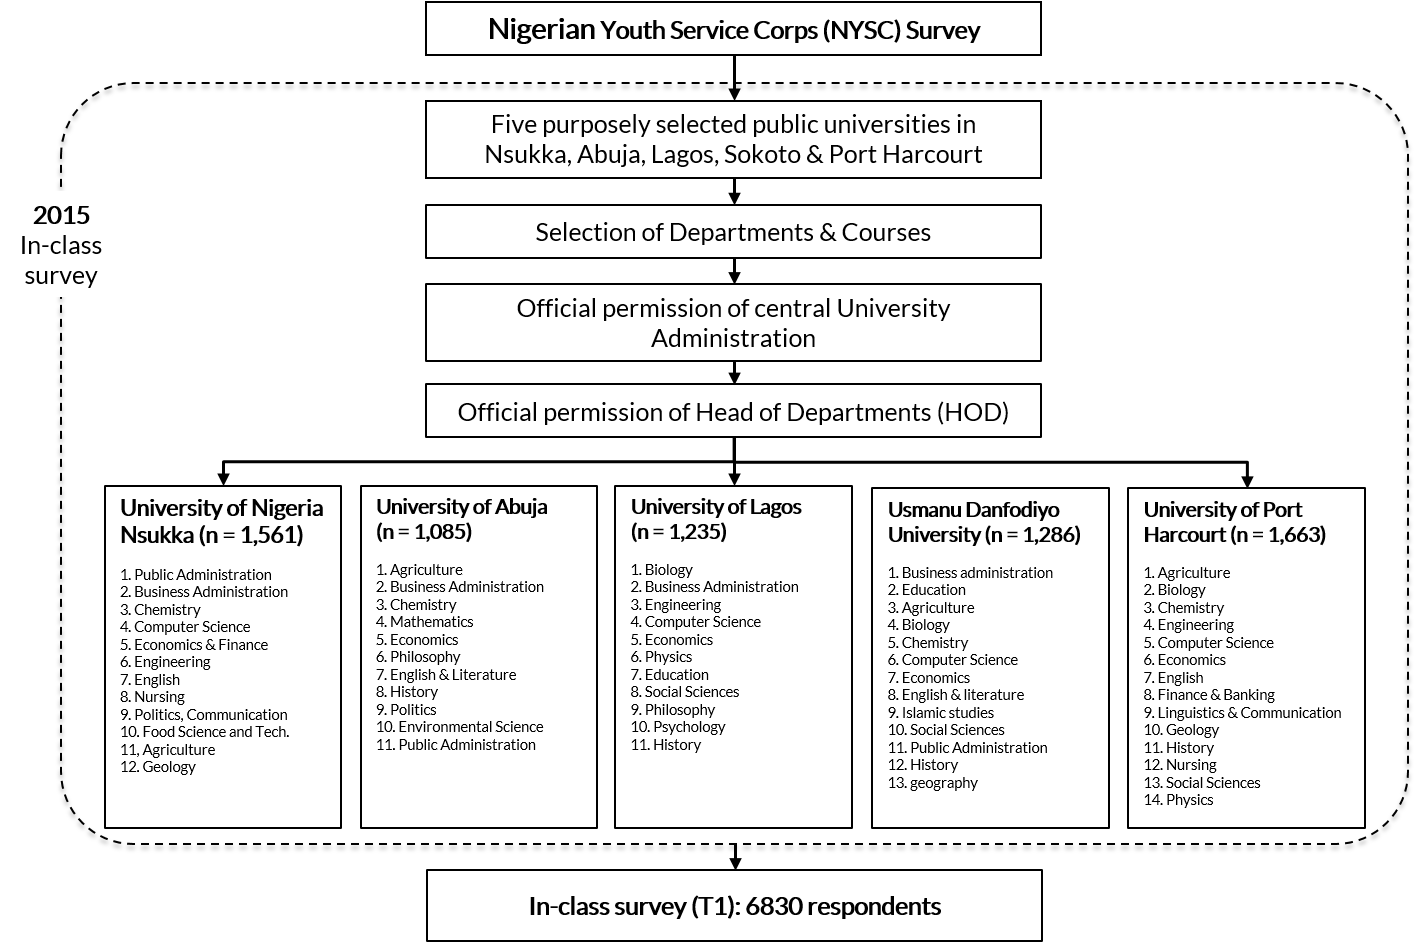 Nigerian Youth Service Corps (NYSC) Survey
Five purposely selected public universities in
Nsukka, Abuja, Lagos, Sokoto & Port Harcourt
2015
In-class
survey
Selection of Departments & Courses
Official permission of central University
Administration
Official permission of Head of Departments (HOD)
University of Nigeria
Nsukka (n = 1,561)
1. Public Administration
2. Business Administration
3. Chemistry
4. Computer Science
5. Economics & Finance
6. Engineering
7. English
8. Nursing
9. Politics, Communication
10. Food Science and Tech.
11, Agriculture
12. Geology
University of Abuja
(n = 1,085)
1. Agriculture
2. Business Administration
3. Chemistry
4. Mathematics
5. Economics
6. Philosophy
7. English & Literature
8. History
9. Politics
10. Environmental Science
11. Public Administration
University of Lagos
(n = 1,235)
1. Biology
2. Business Administration
3. Engineering
4. Computer Science
5. Economics
6. Physics
7. Education
8. Social Sciences
9. Philosophy
10. Psychology
11. History
Usmanu Danfodiyo
University (n = 1,286)
1. Business administration
2. Education
3. Agriculture
4. Biology
5. Chemistry
6. Computer Science
7. Economics
8. English & literature
9. Islamic studies
10. Social Sciences
11. Public Administration
12. History
13. geography
University of Port
Harcourt (n = 1,663)
1. Agriculture
2. Biology
3. Chemistry
4. Engineering
5. Computer Science
6. Economics
7. English
8. Finance & Banking
9. Linguistics & Communication
10. Geology
11. History
12. Nursing
13. Social Sciences
14. Physics
In-class survey (T1): 6830 respondents